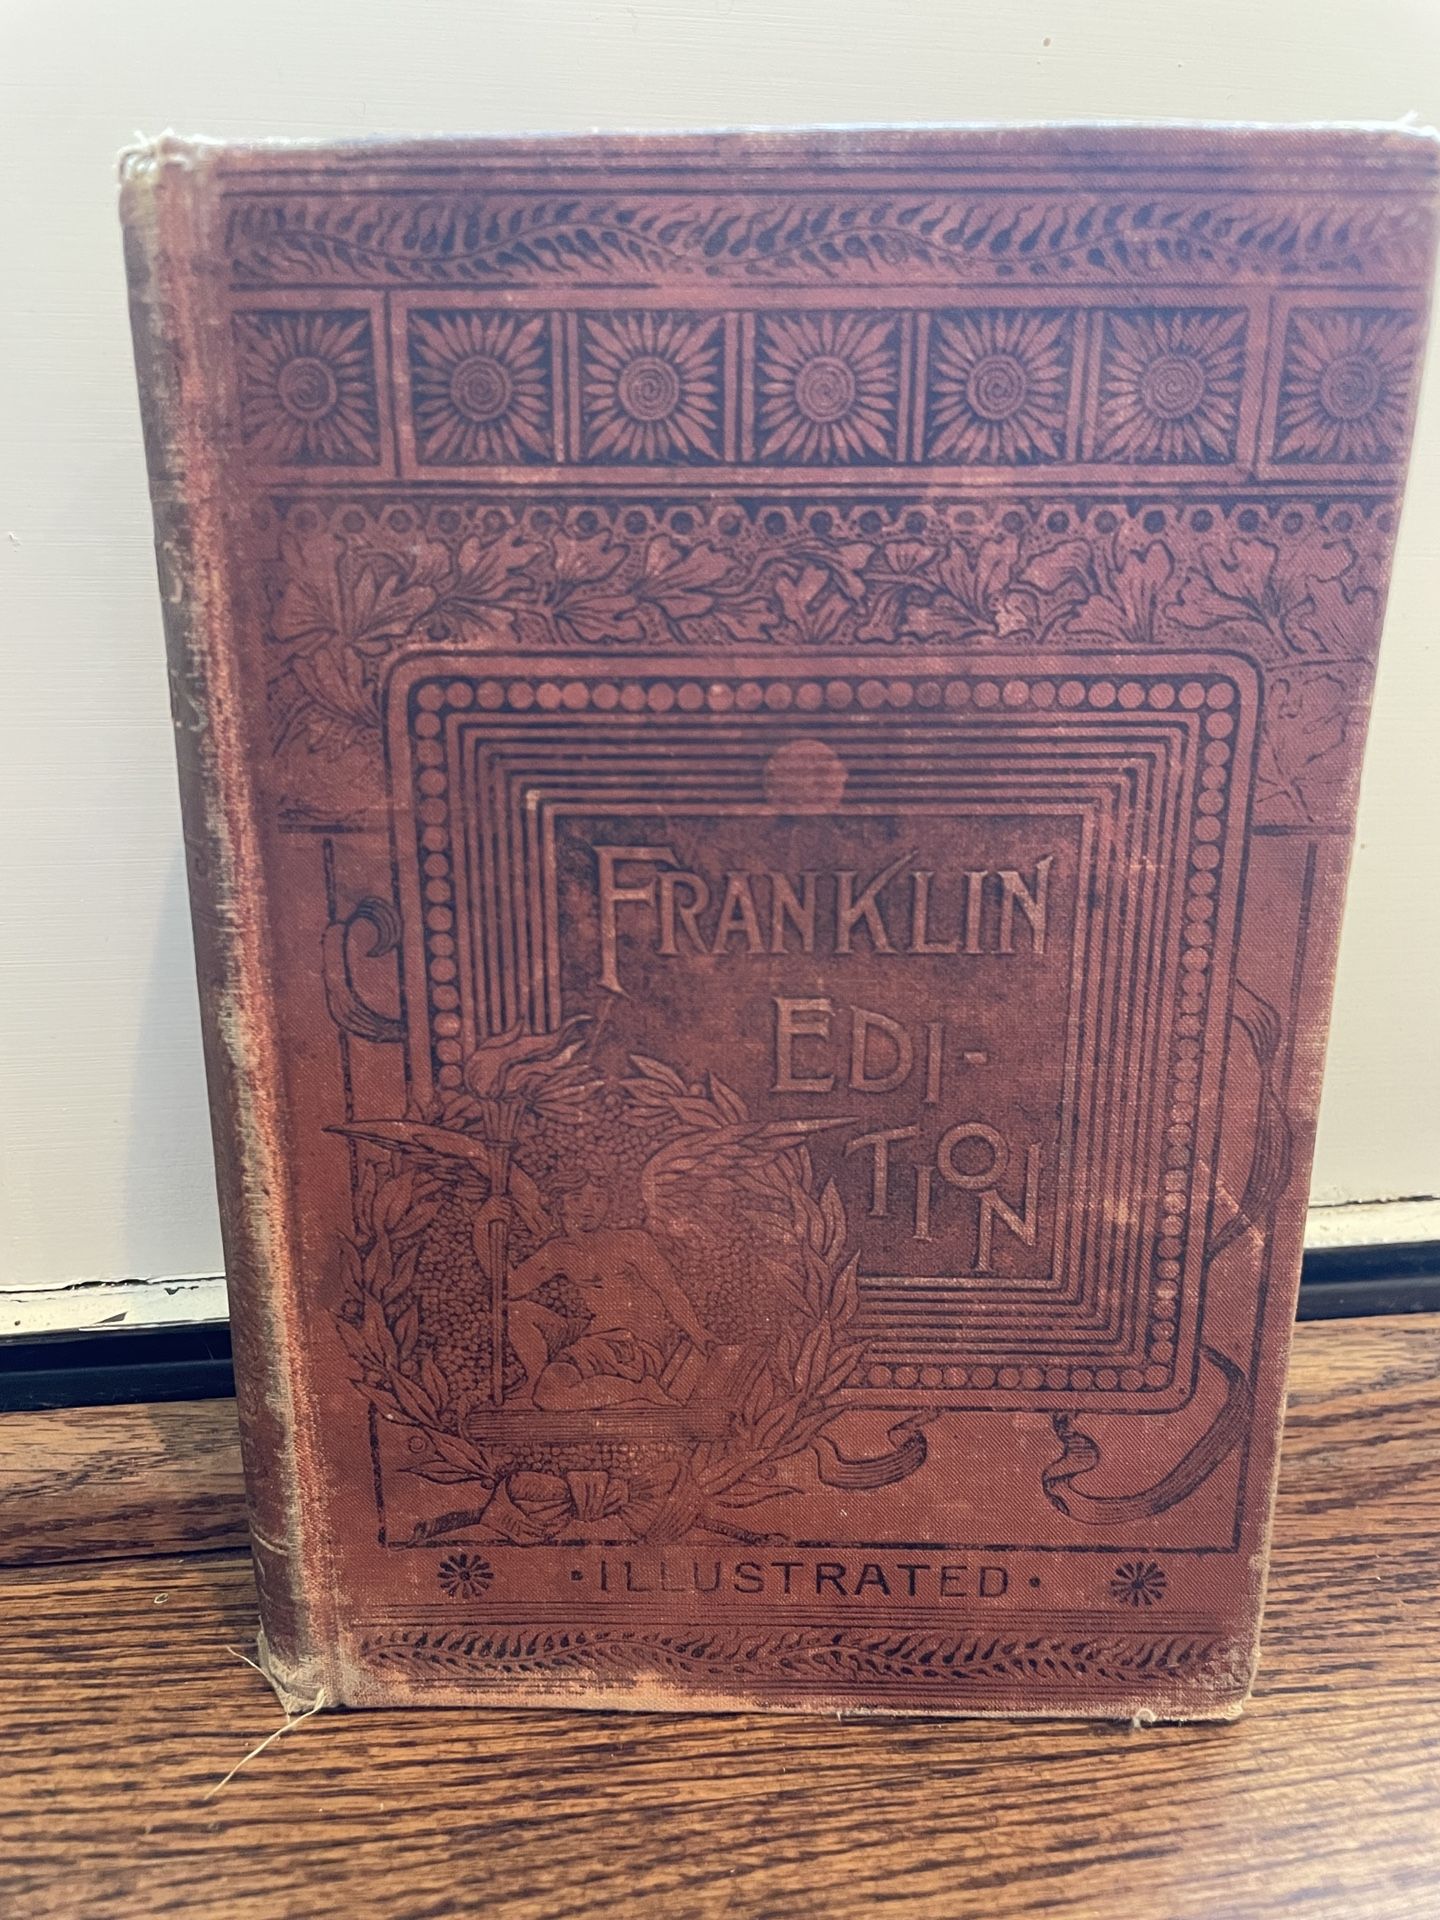 FRANKLIN
EDI-
TION
·ILLUSTRATED·